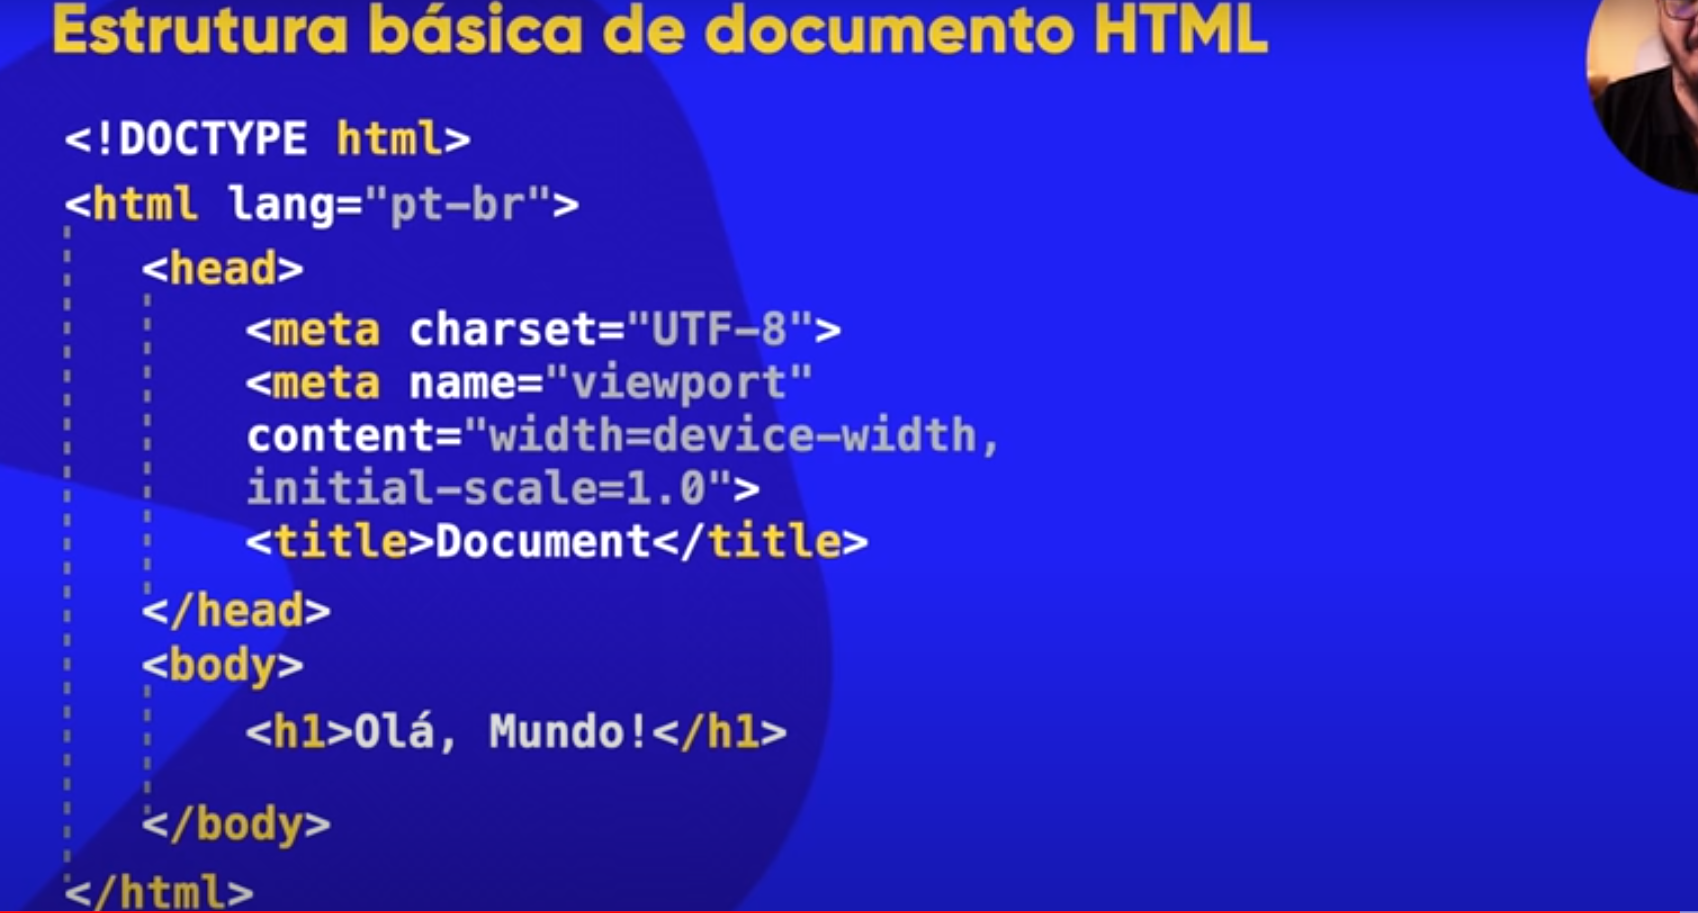 Estrutura básica de documento HTML
<!DOCTYPE html>
<html lang="pt-br">
<head>
<meta charset="UTF-8">
<meta name="viewport"
content="width=device-width,
initial-scale=1.0">
<title>Document</title>
</head>
<body>
<h1>Olá, Mundo!</h1>
</body>
</html>